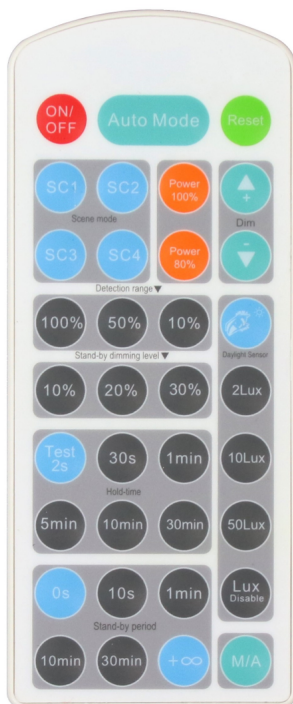 ON/
OFF
Auto Mode
Reset
SC1
SC2
Scene mode
SC3
SC4
Power
100%
Power
80%
+
Dim
-
Detection range▼
100%
50%
10%
Stand-by dimming level▼
10%
20%
30%
Daylight Sensor
2Lux
10Lux
50Lux
Lux
Disable
Test
2s
30s
1min
Hold-time
5min
10min
30min
0s
10s
1min
Stand-by period
10min
30min
+∞
M/A